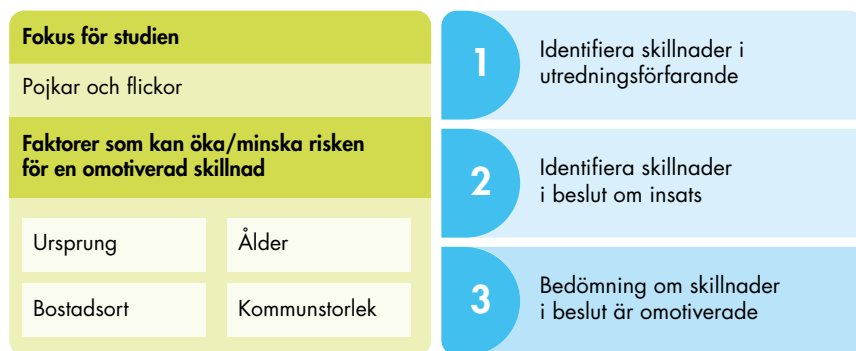 Fokus för studien
Pojkar och flickor
Faktorer som kan öka/minska risken
för en omotiverad skillnad
Ursprung
Ålder
Bostadsort
Kommunstorlek
1
Identifiera skillnader i
utredningsförfarande
2
Identifiera skillnader
i beslut om insats
3
Bedömning om skillnader
i beslut är omotiverade